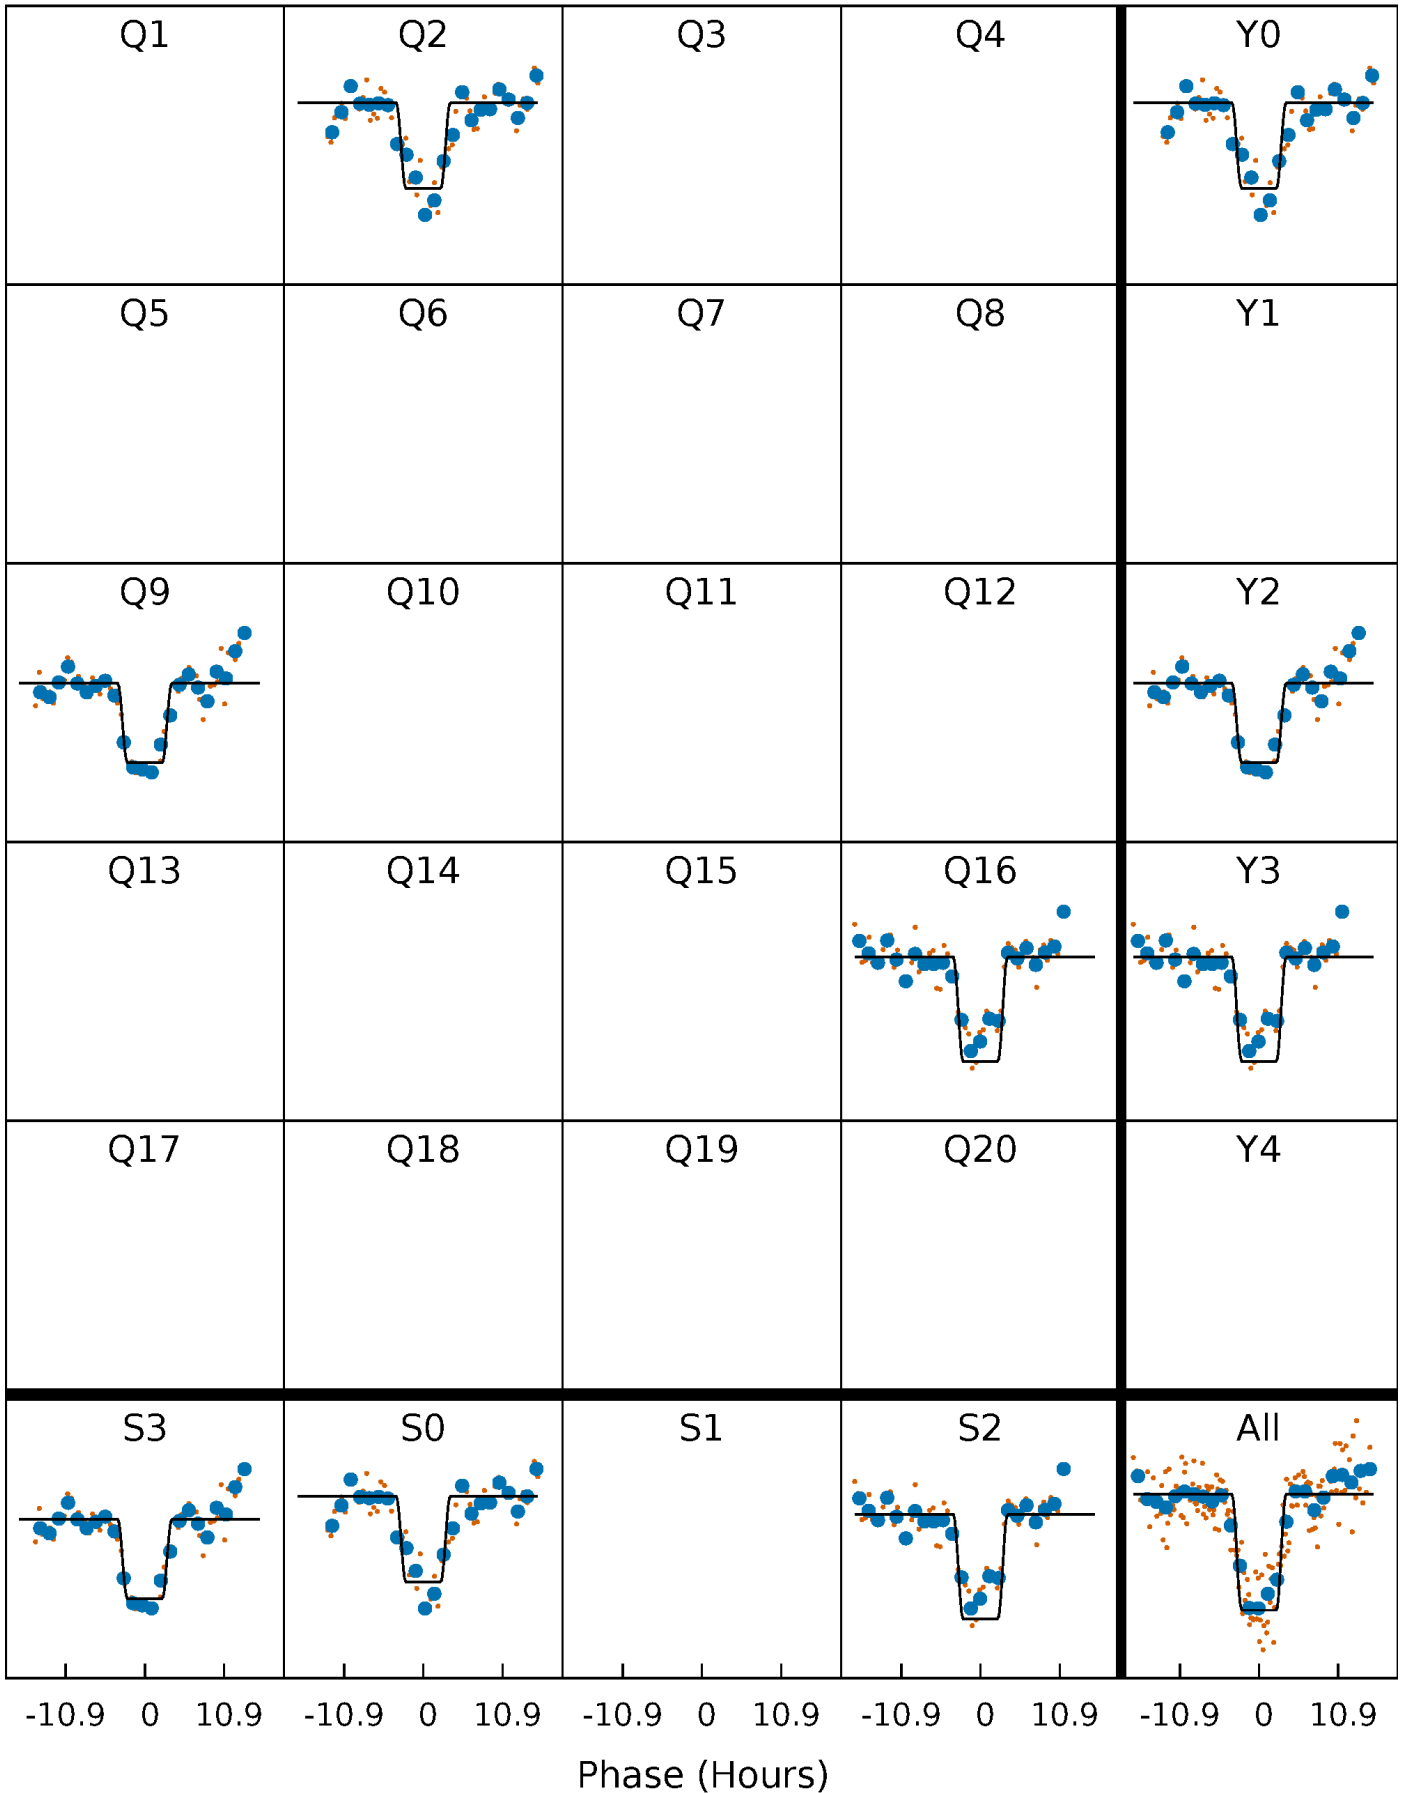 Q1 Q2 Q3 Q4 Y0
Q5 Q6 Q7 Q8 Y1
Q9 Q10 Q11 Q12 Y2
Q13 Q14 Q15 Q16 Y3
Q17 Q18 Q19 Q20 Y4
S3 S0 S1 S2 All
-10.9 0 10.9 -10.9 0 10.9 -10.9 0 10.9 -10.9 0 10.9 -10.9 0 10.9
Phase (Hours)